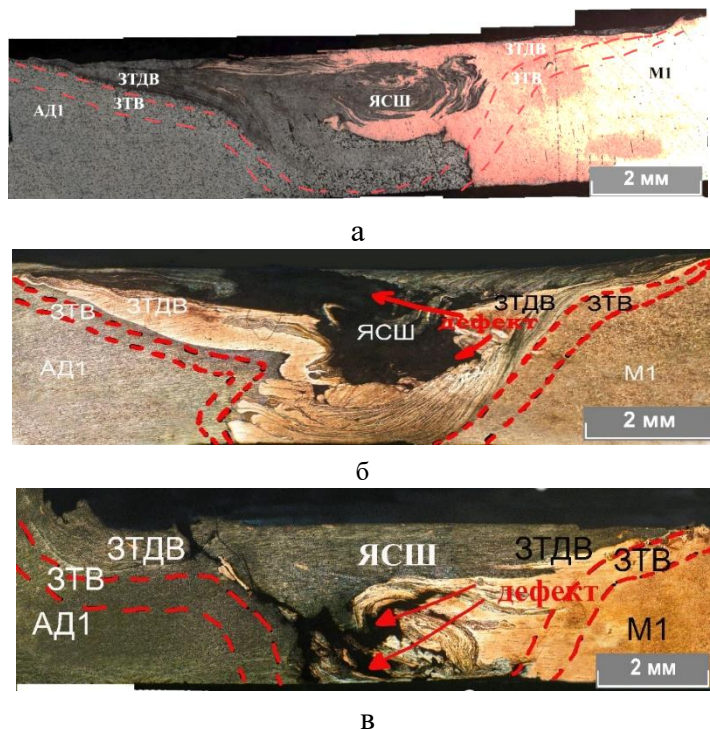 ЗТДВ
М1
ЗТДВ
ЗТВ
АД1
ЗТВ
ЯСШ
2 мм
а
ЗТВ
ЗТДВ
ЗТДВ
ЗТВ
дефект
ЯСШ
АД1
М1
2 мм
б
ЗТДВ
ЯСШ
ЗТДВ
ЗТВ
ЗТВ
дефект
АД1
М1
2 мм
в